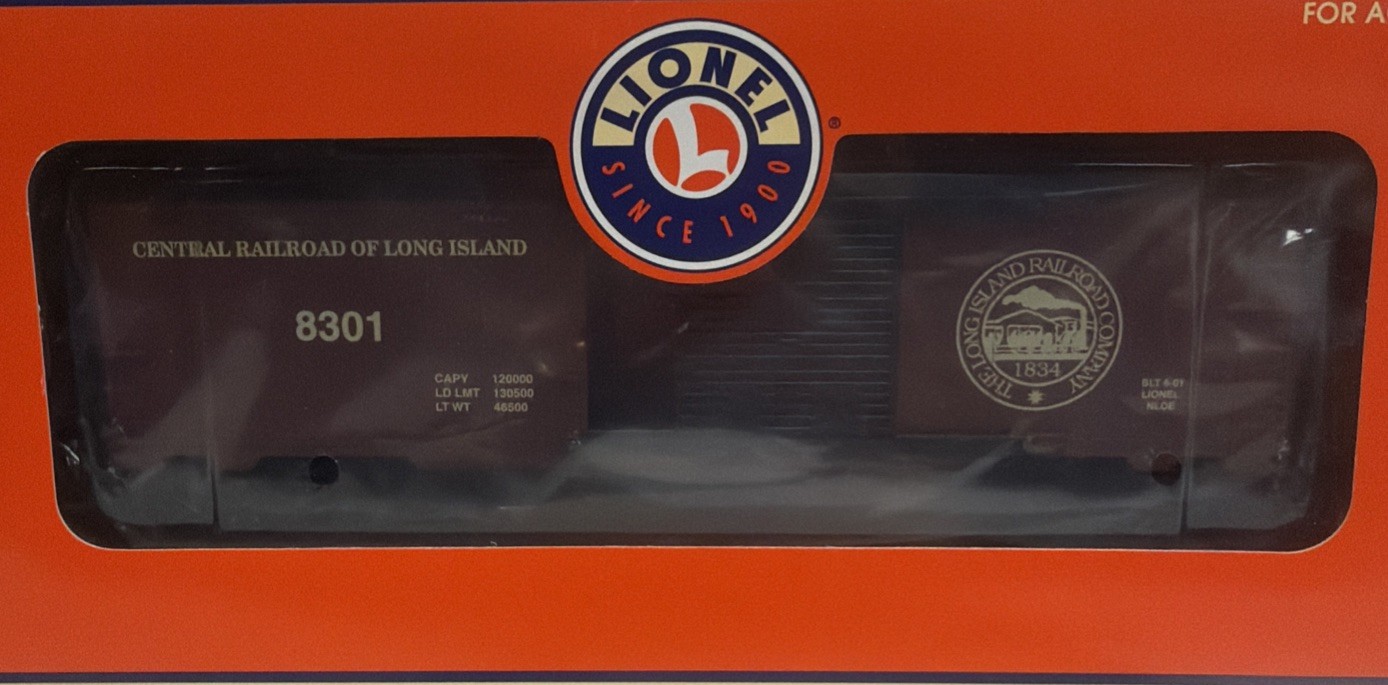 FOR A
LIONEL
®
L
SINCE 1900
CENTRAL RAILROAD OF LONG ISLAND
8301
CAPY 120000
LD LMT 130500
LT WT 46500
THE LONG ISLAND RAILROAD COMPANY
1834
BLT 6-01
LIONEL
NLOE